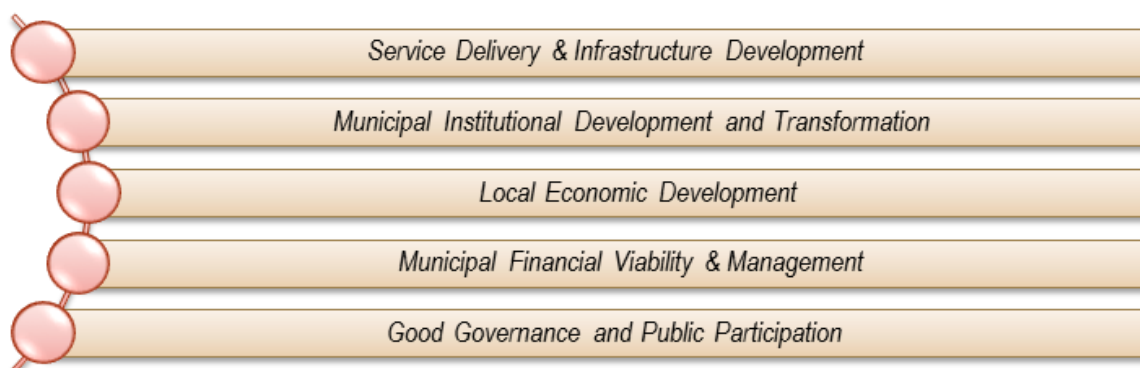 Service Delivery & Infrastructure Development
Municipal Institutional Development and Transformation
Local Economic Development
Municipal Financial Viability & Management
Good Governance and Public Participation